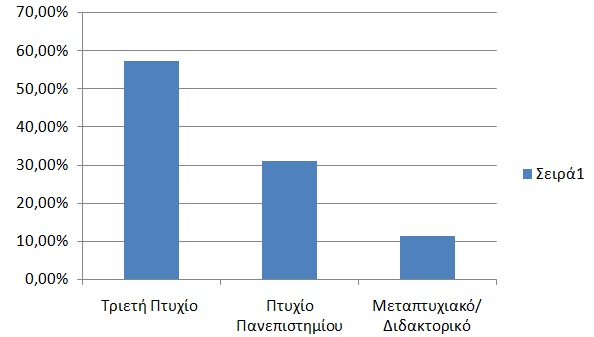 70,00%
60,00%
50,00%
40,00%
30,00%
20,00%
10,00%
0,00%
Τριετή Πτυχίο
Πτυχίο
Πανεπιστημίου
Μεταπτυχιακό/
Διδακτορικό
Σειρά1